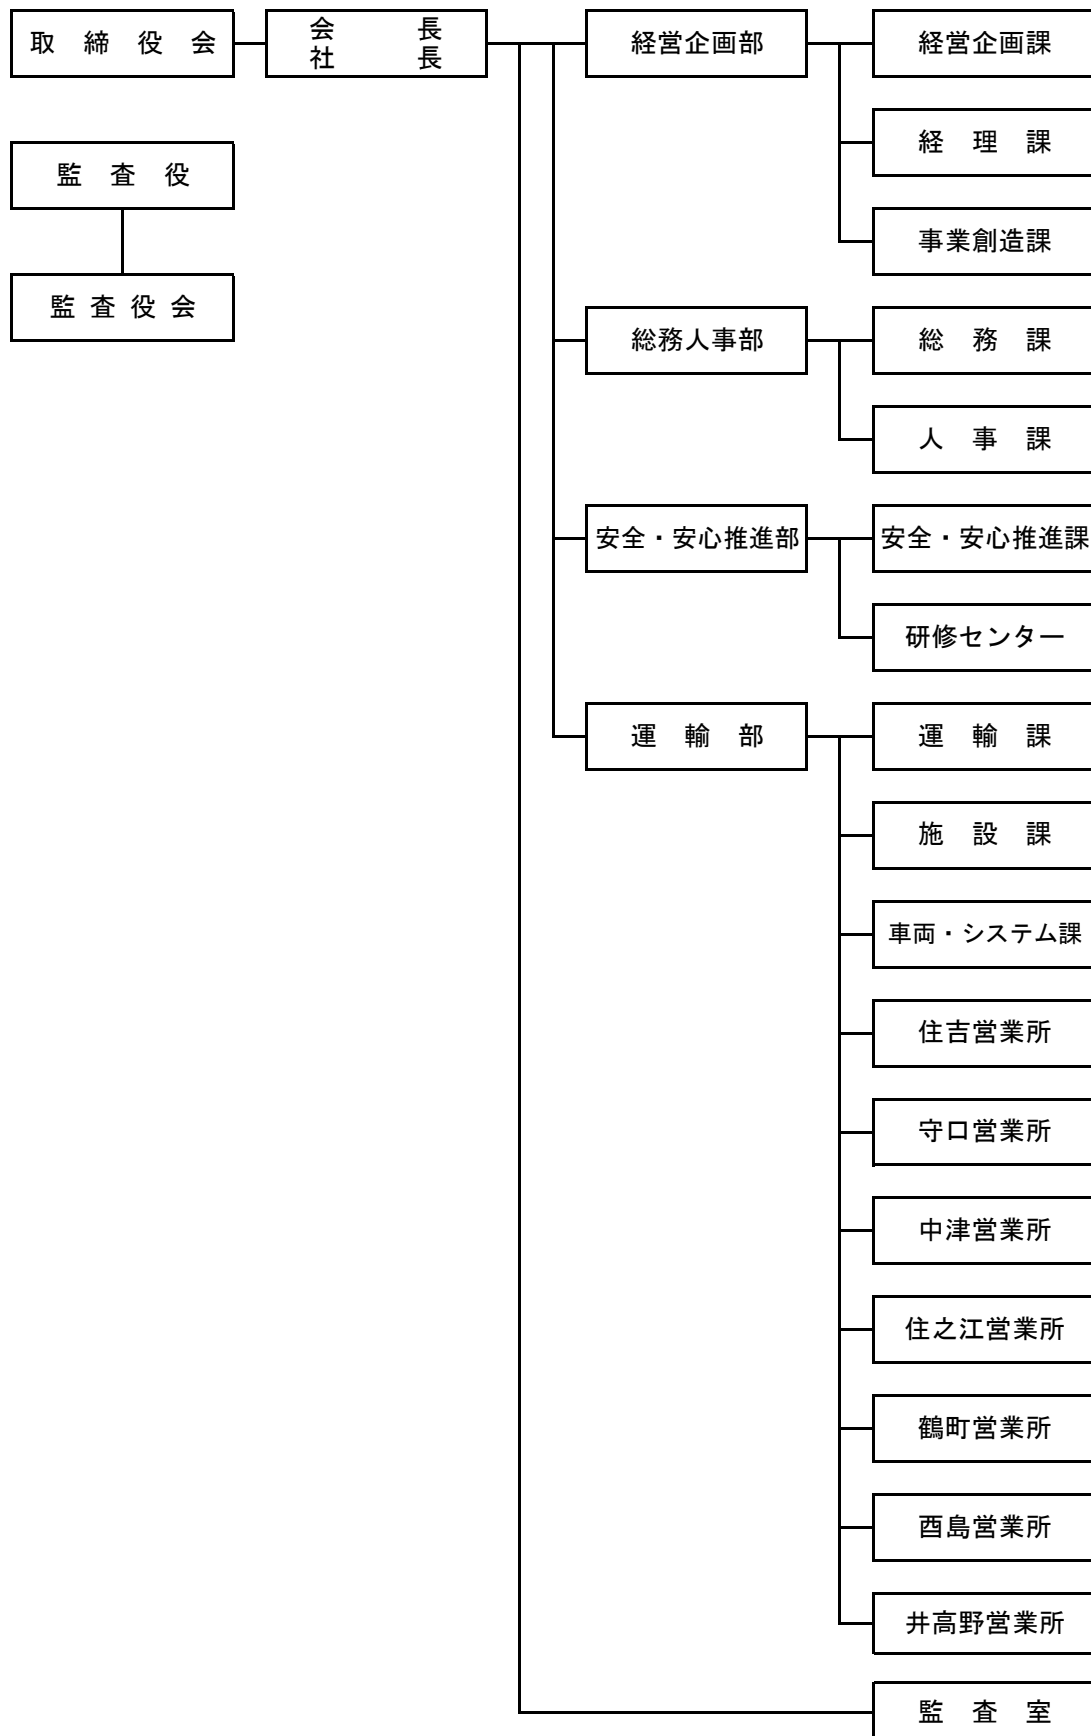 取締役会
会長
社長
経営企画部
経営企画課
経理課
事業創造課
監査役
監査役会
総務人事部
総務課
人事課
安全・安心推進部
安全・安心推進課
研修センター
運輸部
運輸課
施設課
車両・システム課
住吉営業所
守口営業所
中津営業所
住之江営業所
鶴町営業所
酉島営業所
井高野営業所
監査室